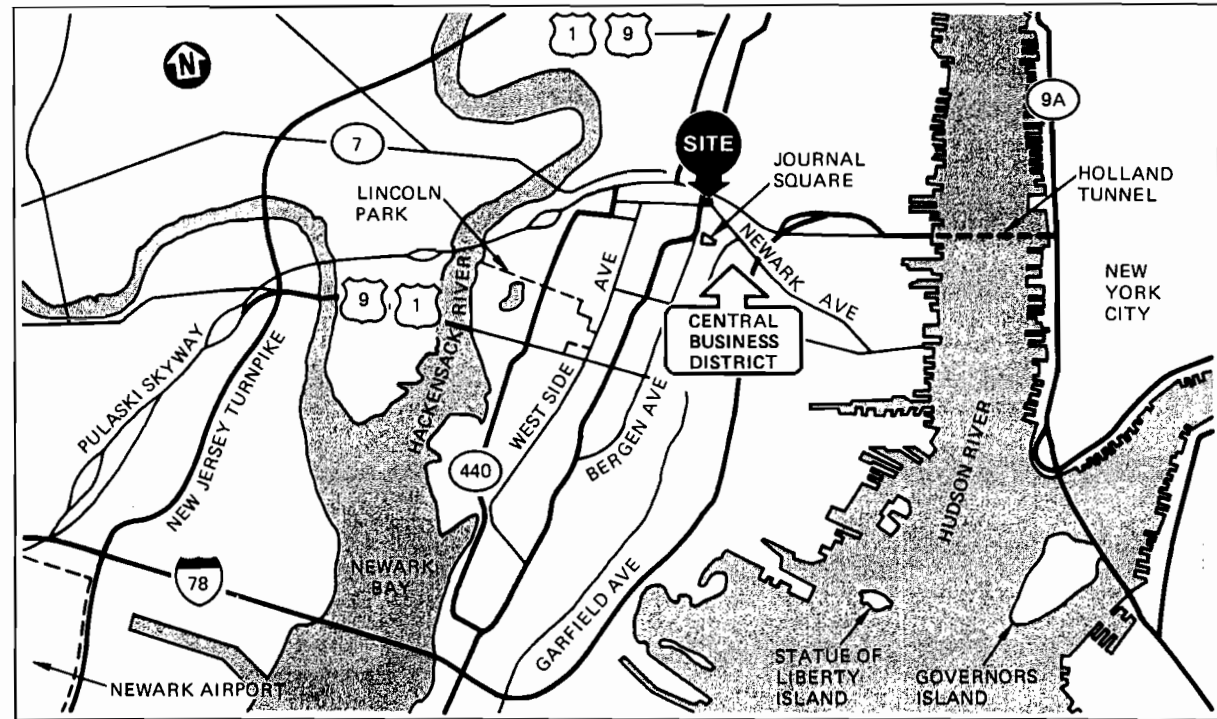 1 9
N
9A
SITE
7
JOURNAL
SQUARE
HOLLAND
TUNNEL
LINCOLN
PARK
NEWARK AVE
NEW
YORK
CITY
9 1
HACKENSACK RIVER
WEST SIDE AVE
CENTRAL
BUSINESS
DISTRICT
PULASKI SKYWAY
NEW JERSEY TURNPIKE
440
BERGEN AVE
HUDSON RIVER
78
NEWARK
BAY
GARFIELD AVE
STATUE OF
LIBERTY
ISLAND
GOVERNORS
ISLAND
NEWARK AIRPORT